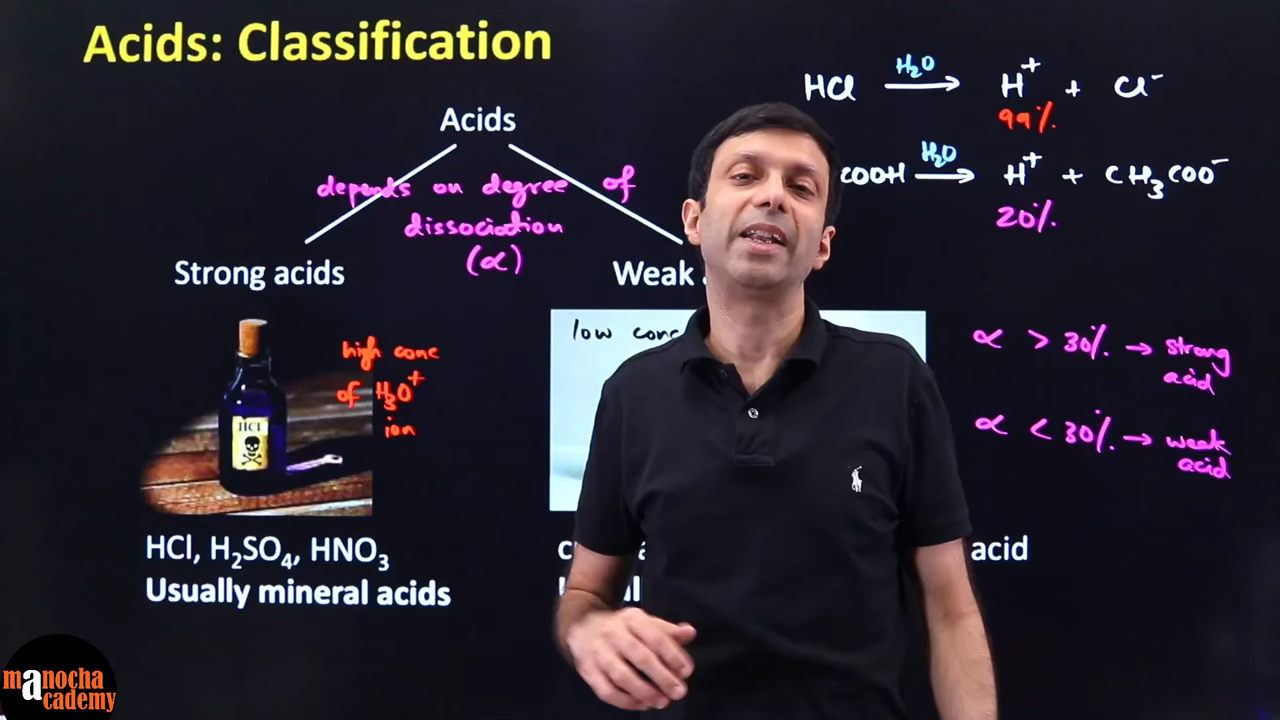 Acids: Classification
Acids
depends on degree of
dissociation
(α)
Strong acids
Weak
HCl
high conc
of H₃O⁺
ion
low conc
HCl, H₂SO₄, HNO₃
Usually mineral acids
acid
HCl H₂O → H⁺ + Cl⁻
99%
COOH H₂O → H⁺ + CH₃COO⁻
20%
α > 30% → strong
acid
α < 30% → weak
acid
manocha
academy